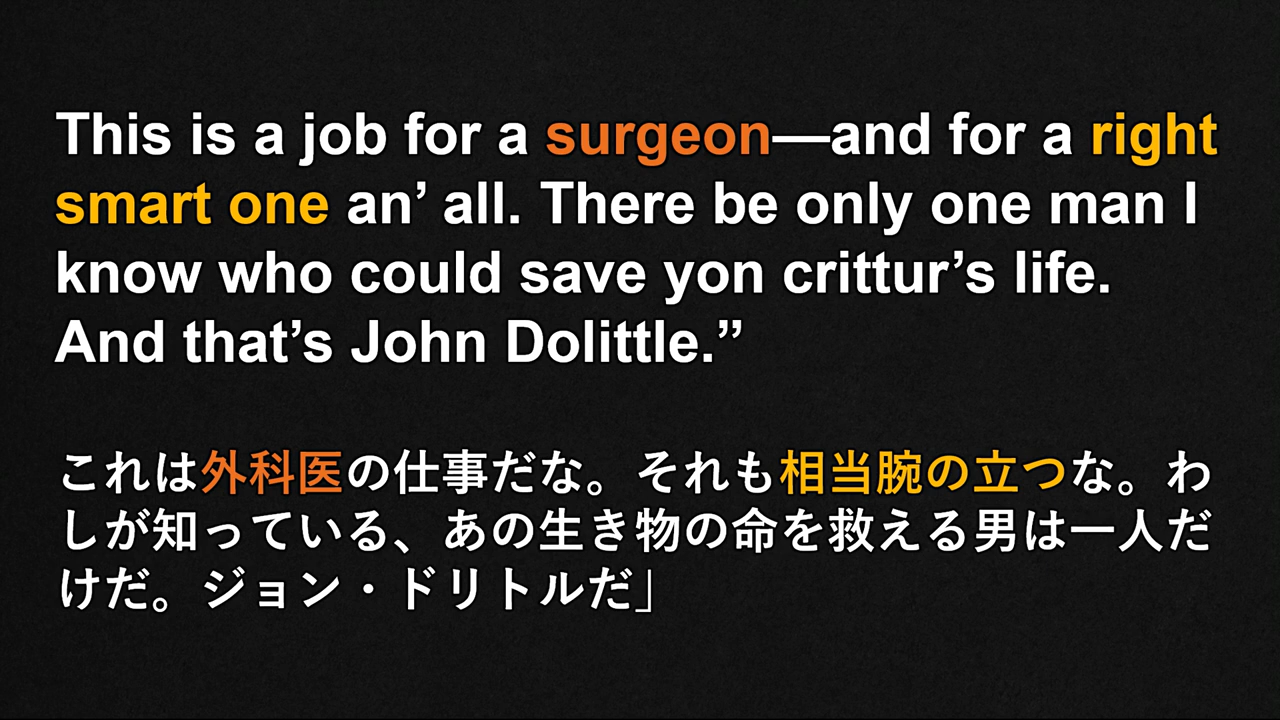 This is a job for a surgeon—and for a right
smart one an’ all. There be only one man I
know who could save yon crittur’s life.
And that’s John Dolittle.”
これは外科医の仕事だな。それも相当腕の立つな。わ
しが知っている、あの生き物の命を救える男は一人だ
けだ。ジョン・ドリトルだ」